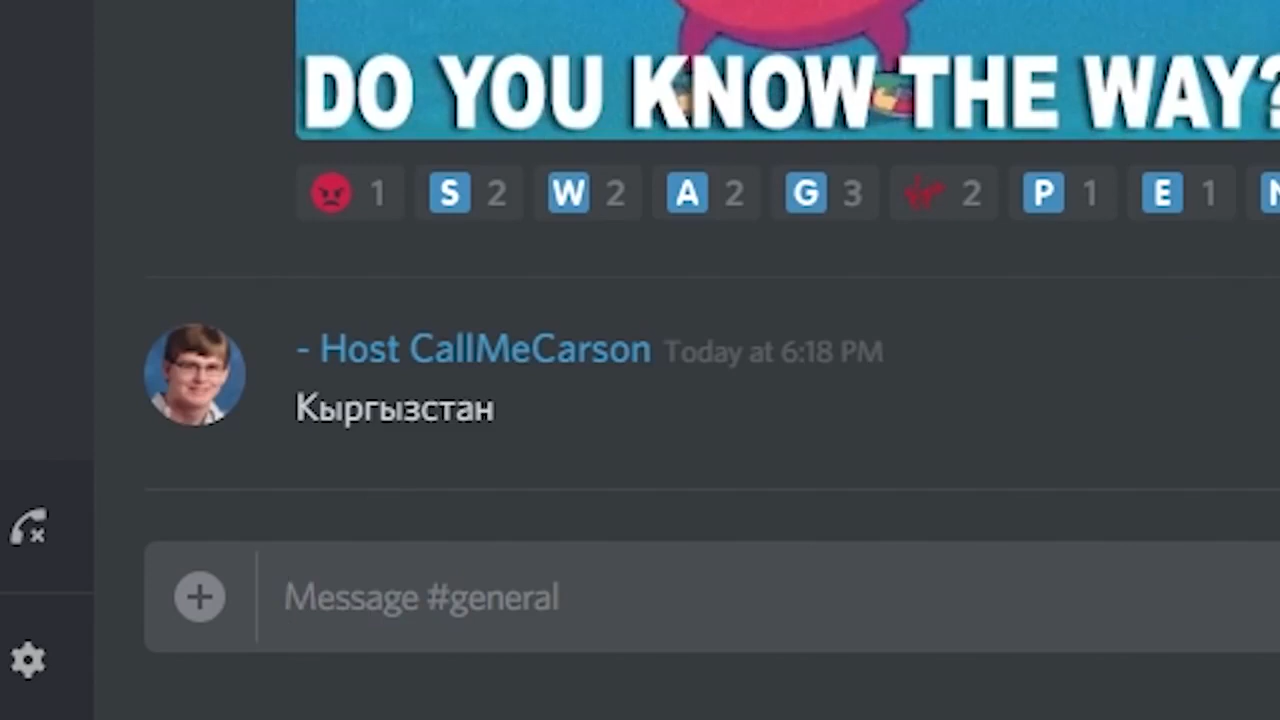 DO YOU KNOW THE WAY?
1 S 2 W 2 A 2 G 3 2 P 1 E 1
- Host CallMeCarson Today at 6:18 PM
Кыргызстан
Message #general